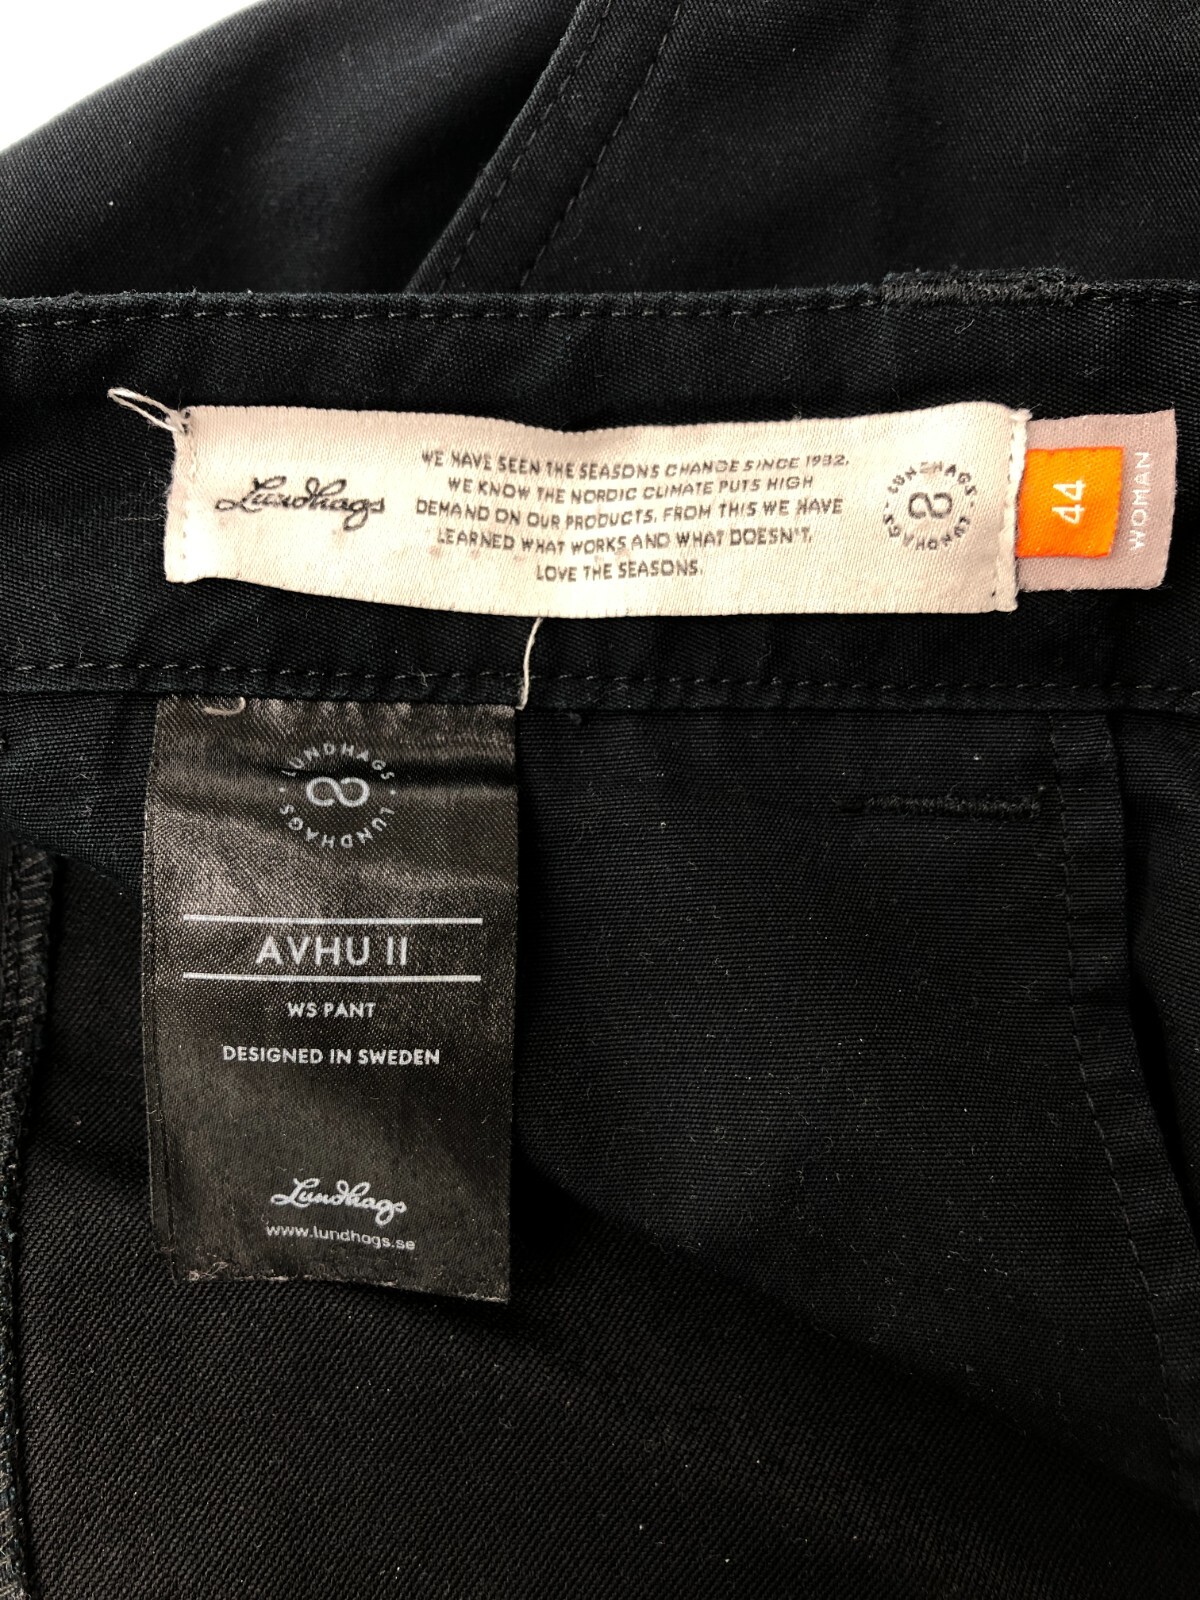 Lundhags
WE HAVE SEEN THE SEASONS CHANGE SINCE 1932.
WE KNOW THE NORDIC CLIMATE PUTS HIGH
DEMAND ON OUR PRODUCTS. FROM THIS WE HAVE
LEARNED WHAT WORKS AND WHAT DOESN'T.
LOVE THE SEASONS.
LUNDHAGS · LUNDHAGS ·
44
WOMAN
LUNDHAGS · LUNDHAGS ·
AVHU II
WS PANT
DESIGNED IN SWEDEN
Lundhags
www.lundhags.se